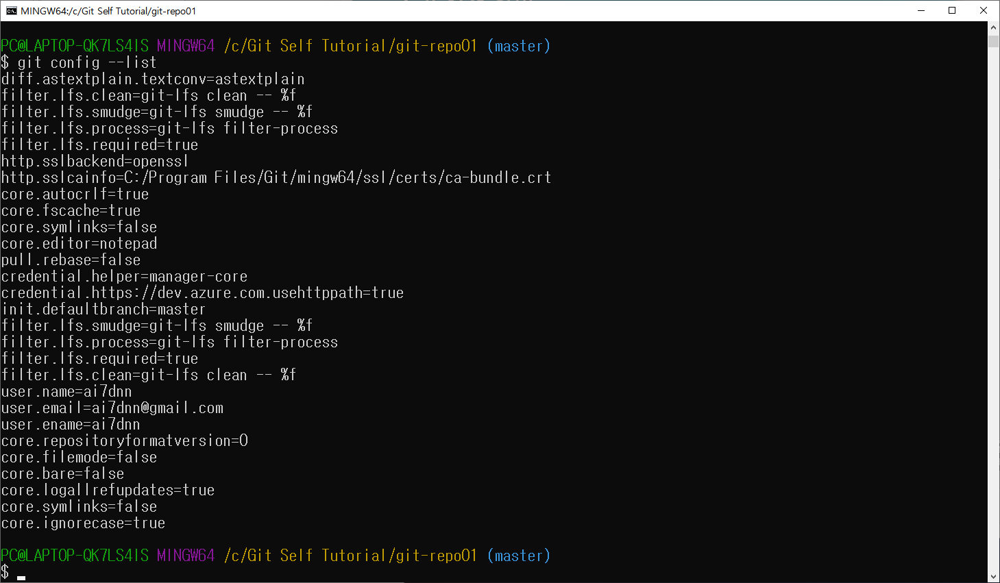 MINGW64:/c/Git Self Tutorial/git-repo01
PC@LAPTOP-QK7LS4IS MINGW64 /c/Git Self Tutorial/git-repo01 (master)
$ git config --list
diff.astextplain.textconv=astextplain
filter.lfs.clean=git-lfs clean -- %f
filter.lfs.smudge=git-lfs smudge -- %f
filter.lfs.process=git-lfs filter-process
filter.lfs.required=true
http.sslbackend=openssl
http.sslcainfo=C:/Program Files/Git/mingw64/ssl/certs/ca-bundle.crt
core.autocrlf=true
core.fscache=true
core.symlinks=false
core.editor=notepad
pull.rebase=false
credential.helper=manager-core
credential.https://dev.azure.com.usehttppath=true
init.defaultbranch=master
filter.lfs.smudge=git-lfs smudge -- %f
filter.lfs.process=git-lfs filter-process
filter.lfs.required=true
filter.lfs.clean=git-lfs clean -- %f
user.name=ai7dnn
user.email=ai7dnn@gmail.com
user.ename=ai7dnn
core.repositoryformatversion=0
core.filemode=false
core.bare=false
core.logallrefupdates=true
core.symlinks=false
core.ignorecase=true
PC@LAPTOP-QK7LS4IS MINGW64 /c/Git Self Tutorial/git-repo01 (master)
$